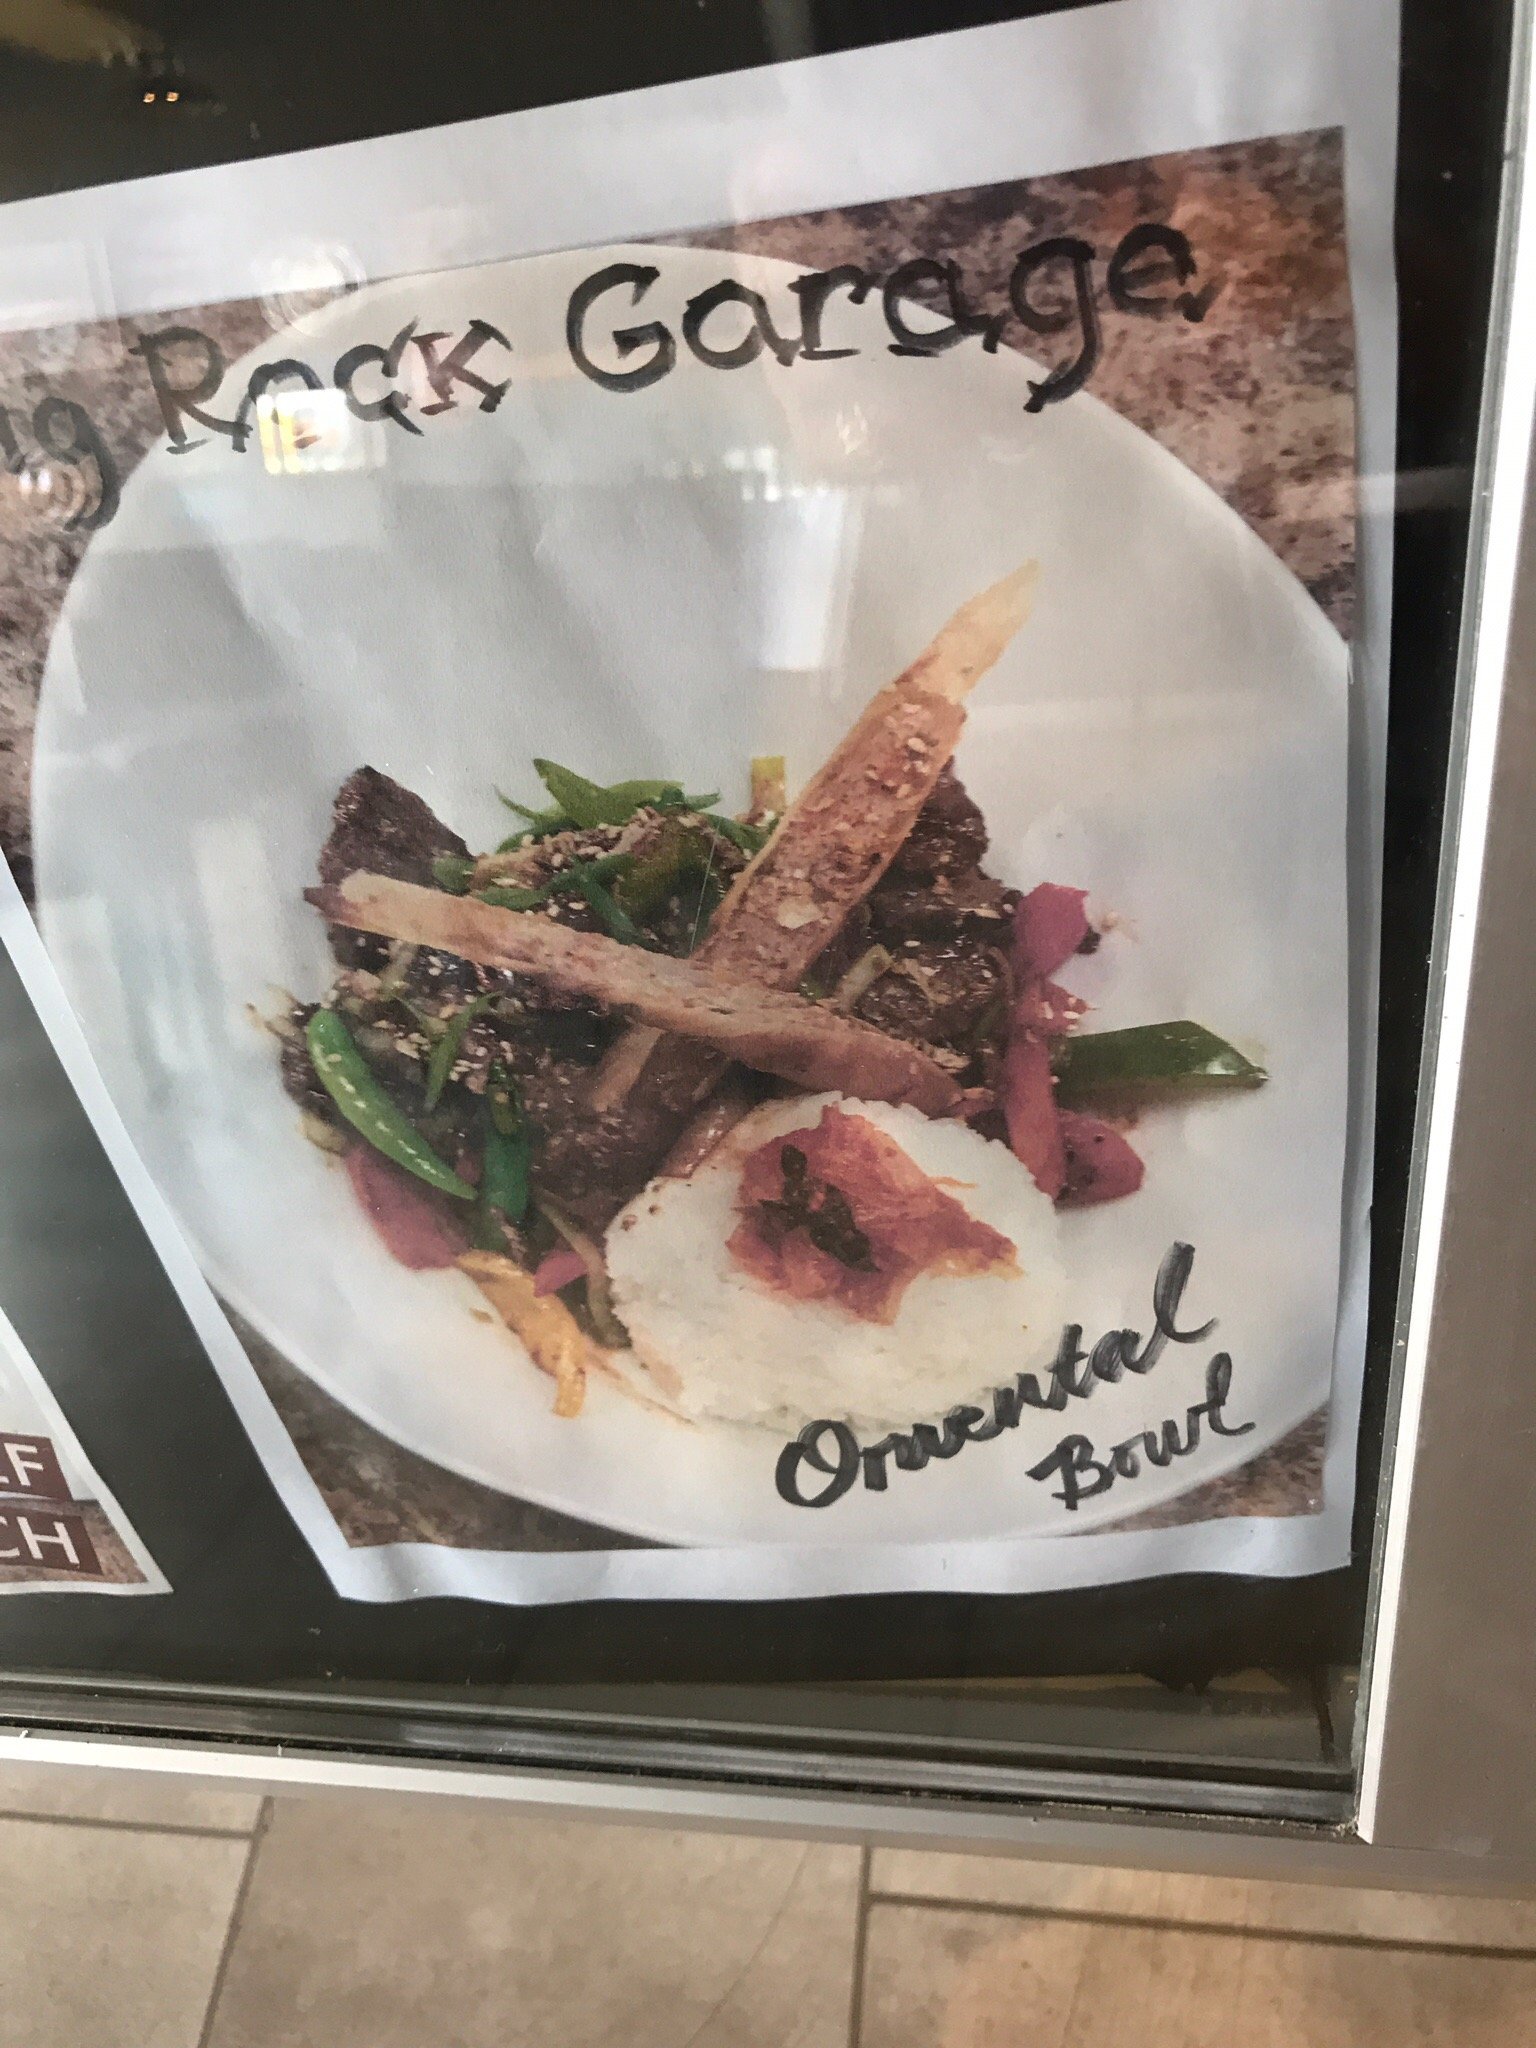 Rock Garage
Oriental
Bowl